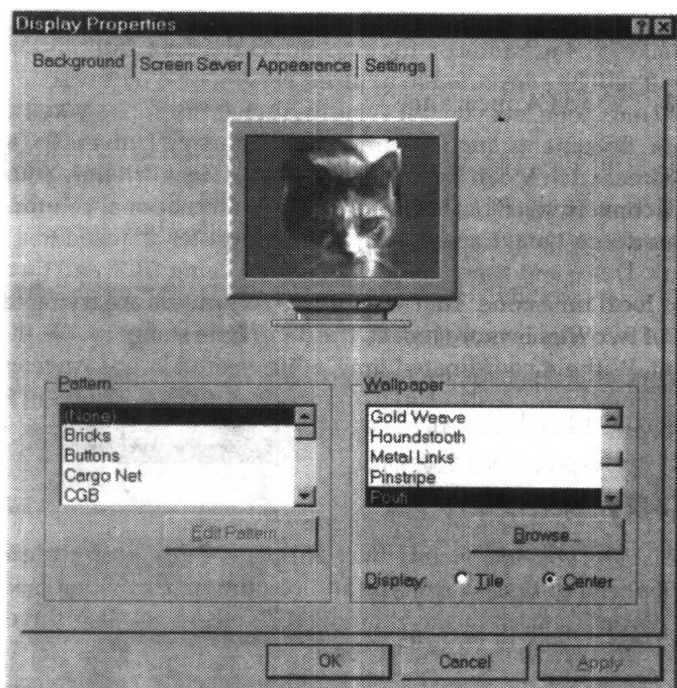 Display Properties
Background Screen Saver Appearance Settings
Pattern
(None)
Bricks
Buttons
Cargo Net
CGB
Edit Pattern...
Wallpaper
Gold Weave
Houndstooth
Metal Links
Pinstripe
Pouti
Browse...
Display: Tile Center
OK Cancel Apply